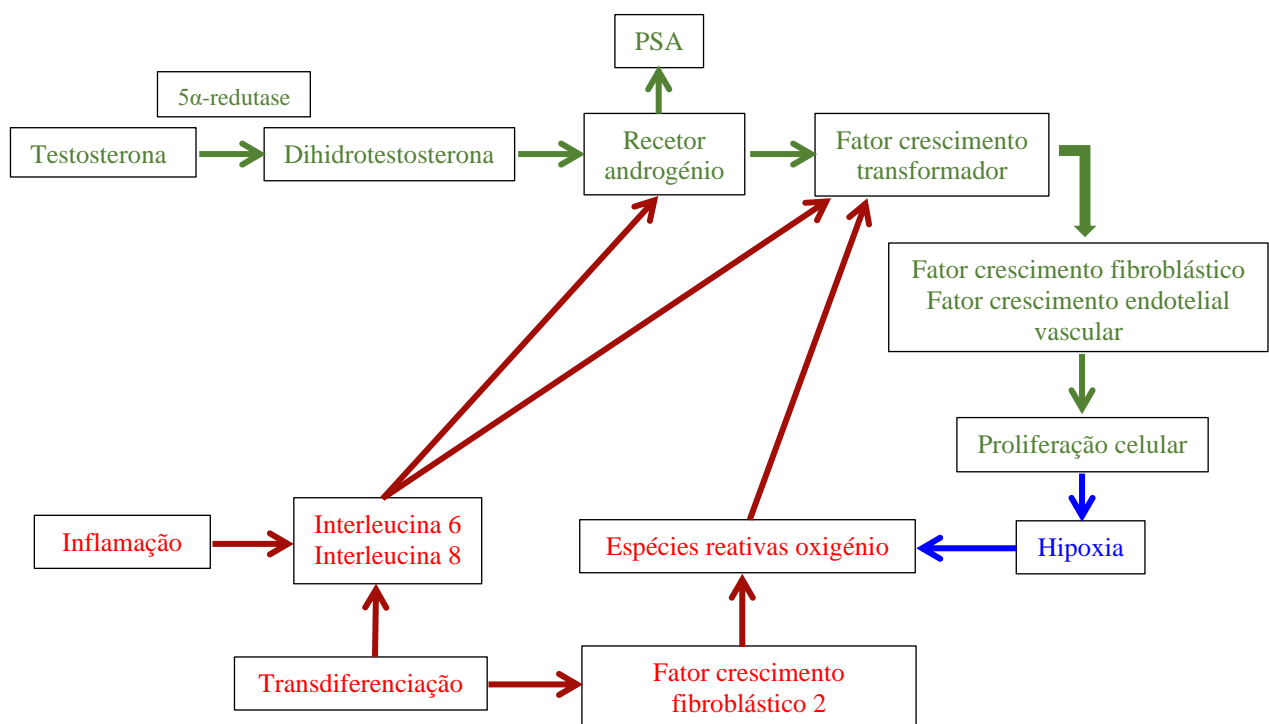 PSA
5α-redutase
Testosterona
Dihidrotestosterona
Recetor
androgénio
Fator crescimento
transformador
Fator crescimento fibroblástico
Fator crescimento endotelial
vascular
Proliferação celular
Inflamação
Interleucina 6
Interleucina 8
Espécies reativas oxigénio
Hipoxia
Transdiferenciação
Fator crescimento
fibroblástico 2